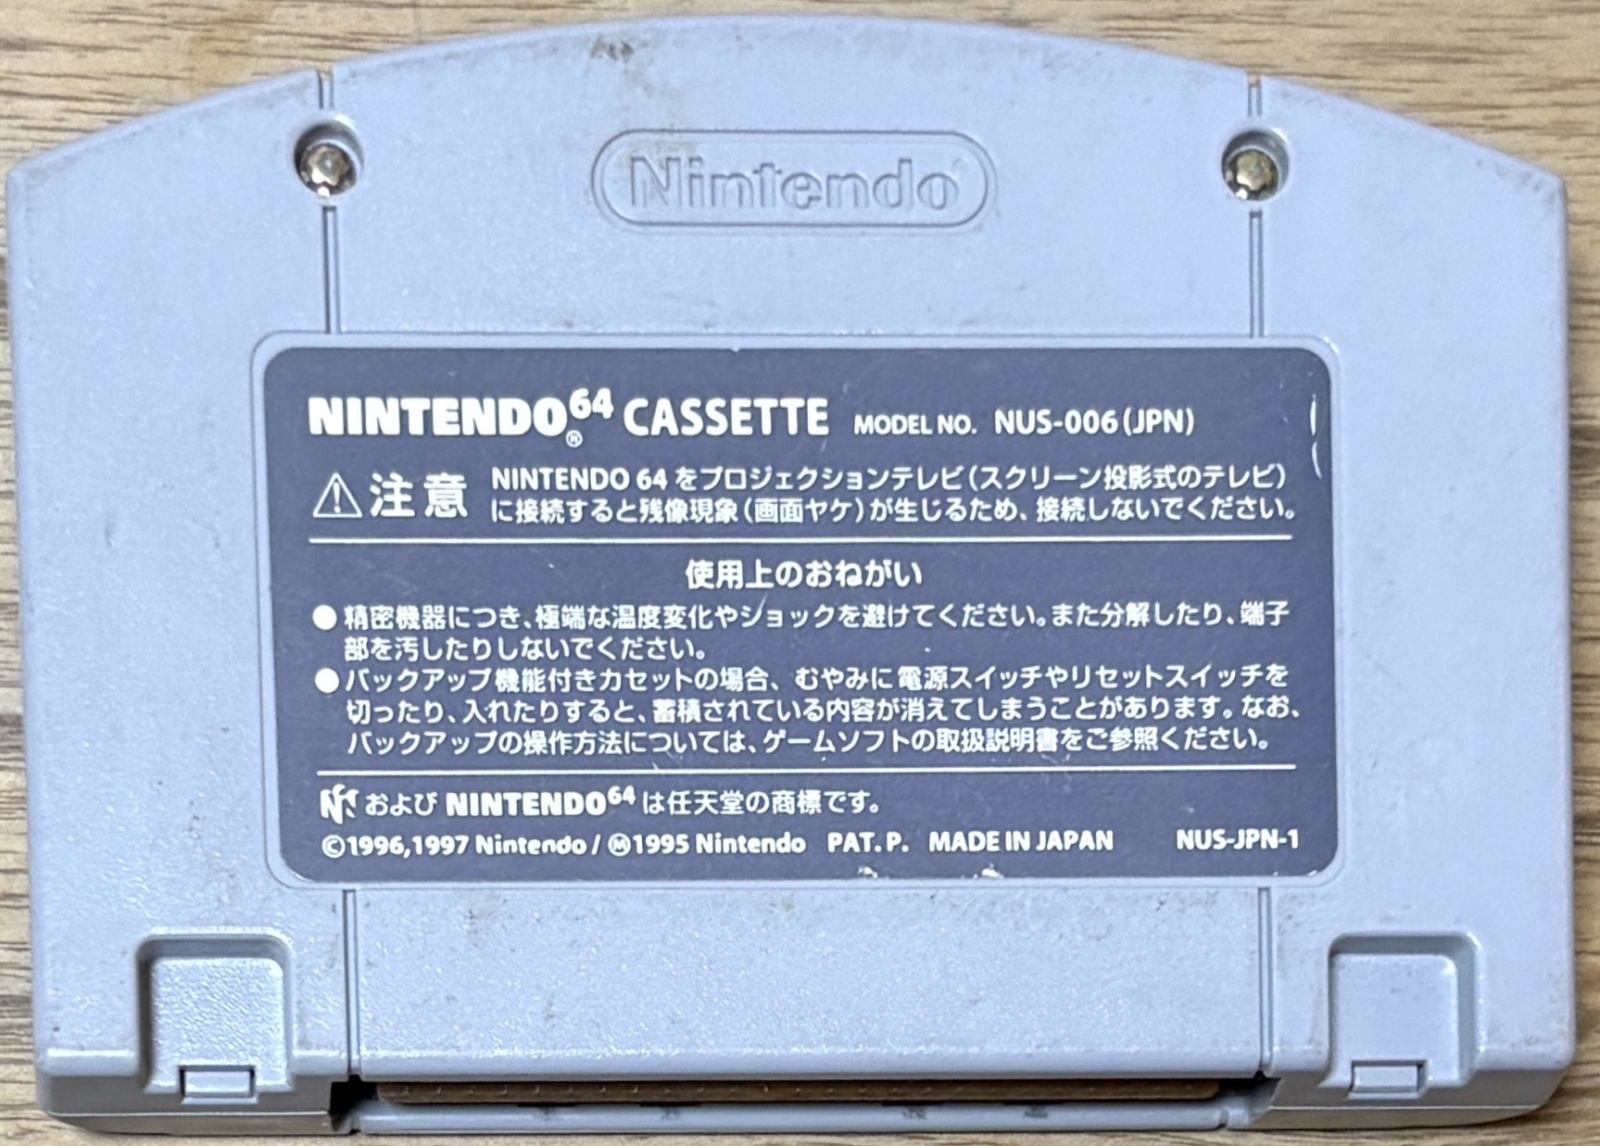 Nintendo
NINTENDO64® CASSETTE MODEL NO. NUS-006(JPN)
⚠注意 NINTENDO 64 をプロジェクションテレビ(スクリーン投影式のテレビ)
に接続すると残像現象(画面ヤケ)が生じるため、接続しないでください。
使用上のおねがい
●精密機器につき、極端な温度変化やショックを避けてください。また分解したり、端子
部を汚したりしないでください。
●バックアップ機能付きカセットの場合、むやみに電源スイッチやリセットスイッチを
切ったり、入れたりすると、蓄積されている内容が消えてしまうことがあります。なお、
バックアップの操作方法については、ゲームソフトの取扱説明書をご参照ください。
および NINTENDO64 は任天堂の商標です。
©1996,1997 Nintendo / Ⓜ1995 Nintendo PAT.P. MADE IN JAPAN NUS-JPN-1